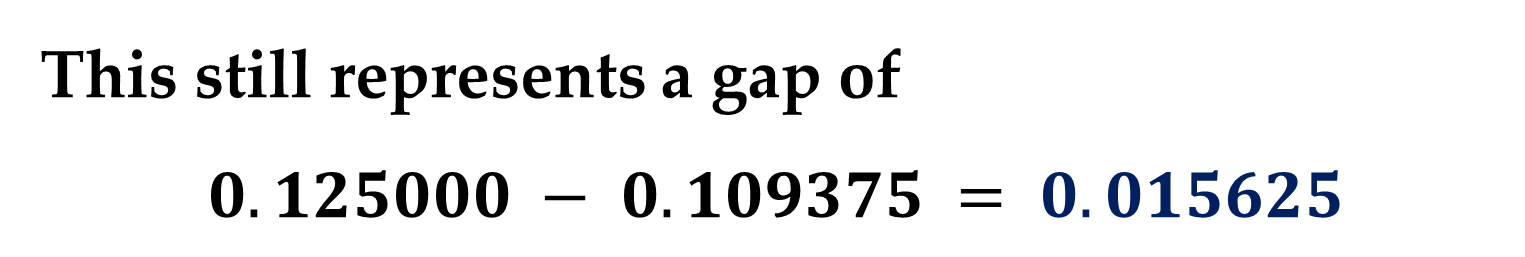 This still represents a gap of
0.125000 − 0.109375 = 0.015625